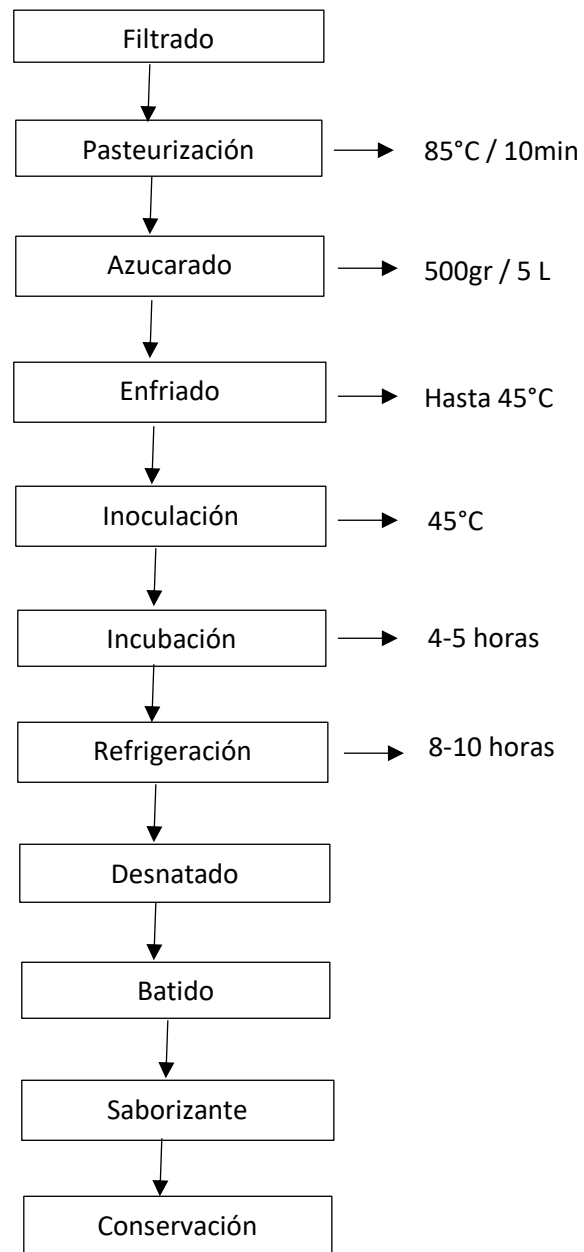 Filtrado
Pasteurización
85°C / 10min
Azucarado
500gr / 5 L
Enfriado
Hasta 45°C
Inoculación
45°C
Incubación
4-5 horas
Refrigeración
8-10 horas
Desnatado
Batido
Saborizante
Conservación